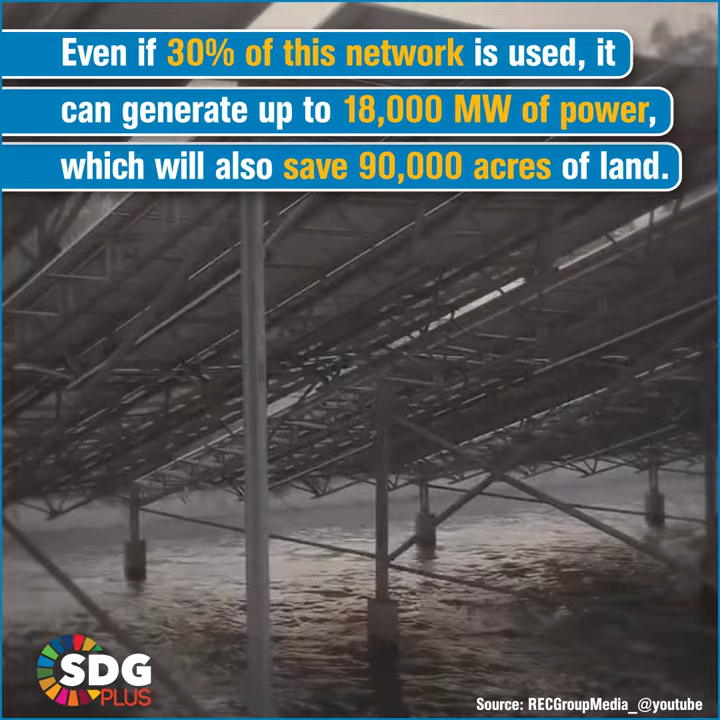 Even if 30% of this network is used, it
can generate up to 18,000 MW of power,
which will also save 90,000 acres of land.
SDG
PLUS
Source: RECGroupMedia_@youtube